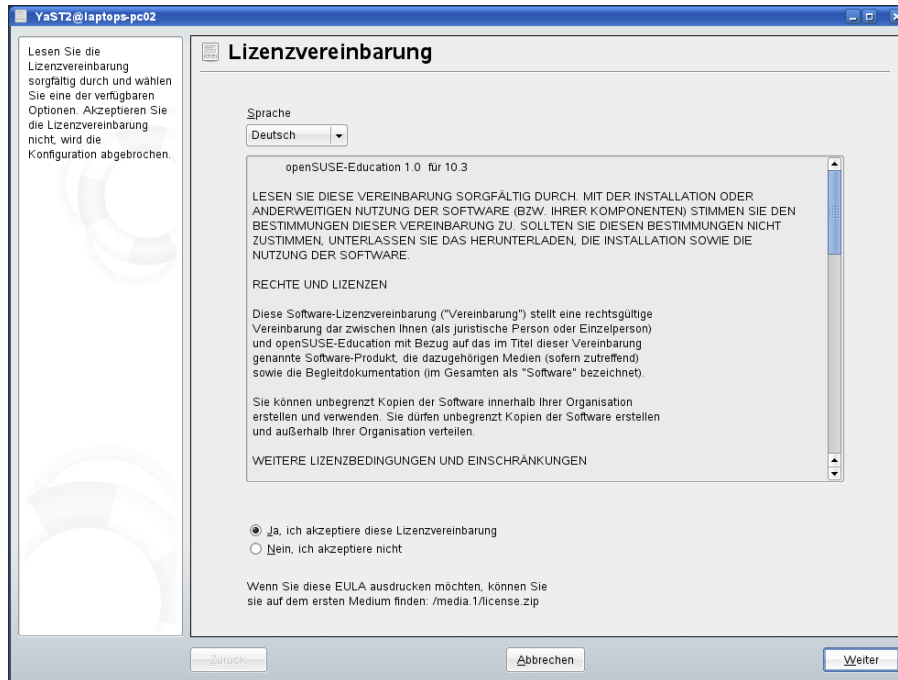 YaST2@laptops-pc02
Lesen Sie die
Lizenzvereinbarung
sorgfältig durch und wählen
Sie eine der verfügbaren
Optionen. Akzeptieren Sie
die Lizenzvereinbarung
nicht, wird die
Konfiguration abgebrochen.
Lizenzvereinbarung
Sprache
Deutsch
openSUSE-Education 1.0 für 10.3
LESEN SIE DIESE VEREINBARUNG SORGFÄLTIG DURCH. MIT DER INSTALLATION ODER
ANDERWEITIGEN NUTZUNG DER SOFTWARE (BZW. IHRER KOMPONENTEN) STIMMEN SIE DEN
BESTIMMUNGEN DIESER VEREINBARUNG ZU. SOLLTEN SIE DIESEN BESTIMMUNGEN NICHT
ZUSTIMMEN, UNTERLASSEN SIE DAS HERUNTERLADEN, DIE INSTALLATION SOWIE DIE
NUTZUNG DER SOFTWARE.
RECHTE UND LIZENZEN
Diese Software-Lizenzvereinbarung ("Vereinbarung") stellt eine rechtsgültige
Vereinbarung dar zwischen Ihnen (als juristische Person oder Einzelperson)
und openSUSE-Education mit Bezug auf das im Titel dieser Vereinbarung
genannte Software-Produkt, die dazugehörigen Medien (sofern zutreffend)
sowie die Begleitdokumentation (im Gesamten als "Software" bezeichnet).
Sie können unbegrenzt Kopien der Software innerhalb Ihrer Organisation
erstellen und verwenden. Sie dürfen unbegrenzt Kopien der Software erstellen
und außerhalb Ihrer Organisation verteilen.
WEITERE LIZENZBEDINGUNGEN UND EINSCHRÄNKUNGEN
Ja, ich akzeptiere diese Lizenzvereinbarung
Nein, ich akzeptiere nicht
Wenn Sie diese EULA ausdrucken möchten, können Sie
sie auf dem ersten Medium finden: /media.1/license.zip
Zurück
Abbrechen
Weiter